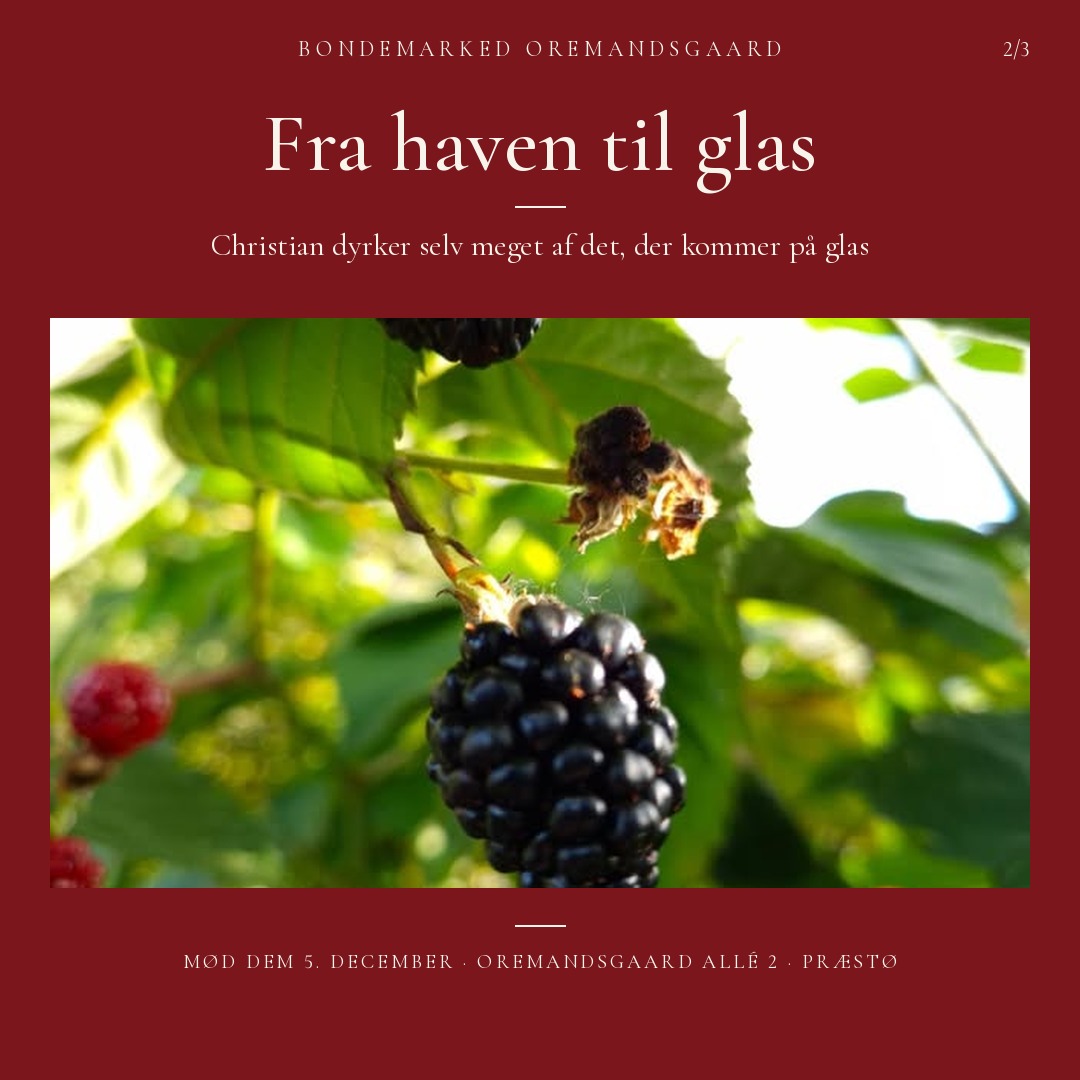 BONDEMARKED OREMANDSGAARD
2/3
Fra haven til glas
Christian dyrker selv meget af det, der kommer på glas
MØD DEM 5. DECEMBER · OREMANDSGAARD ALLÉ 2 · PRÆSTØ